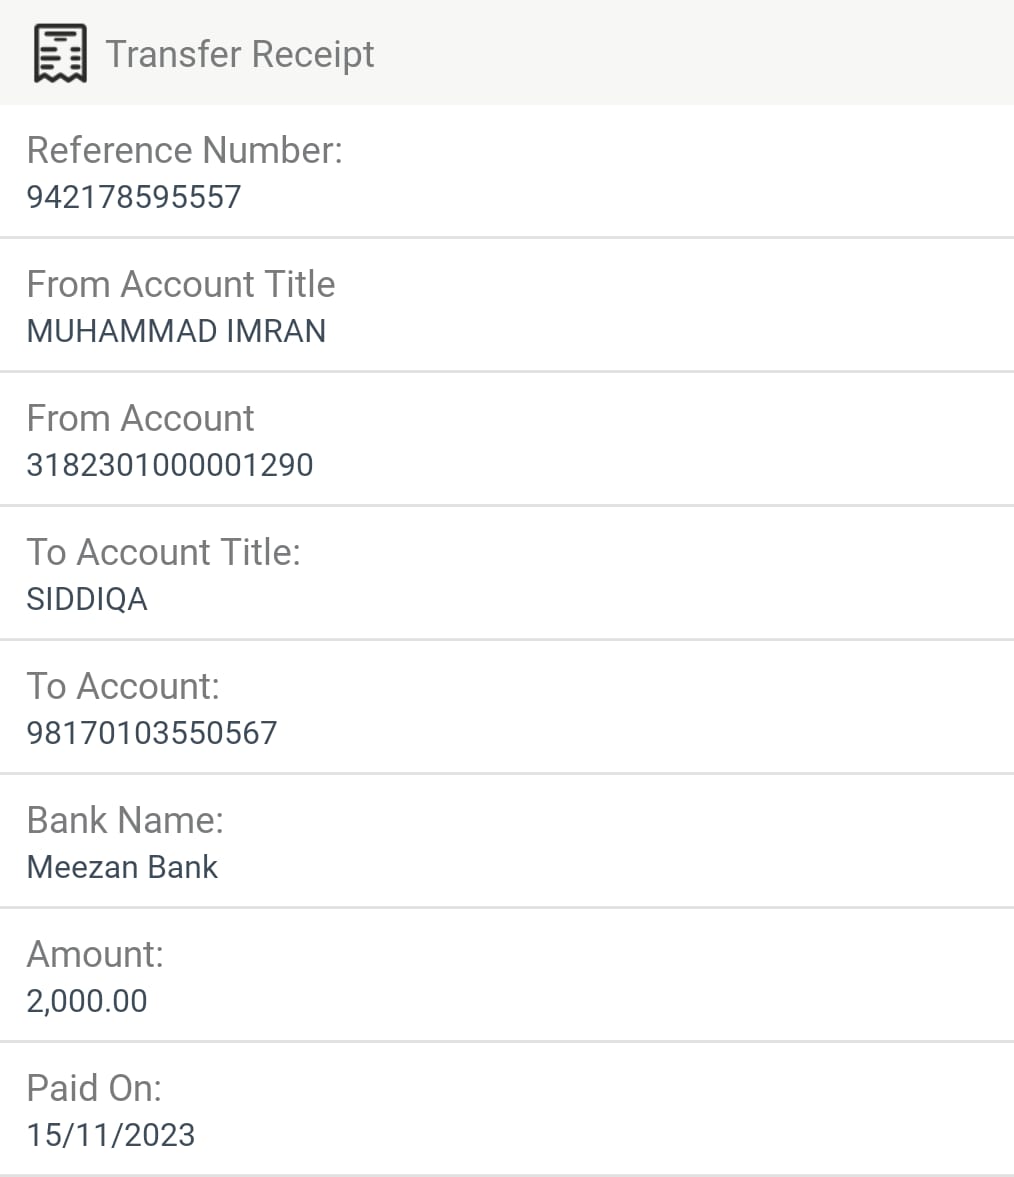 Transfer Receipt
Reference Number:
942178595557
From Account Title
MUHAMMAD IMRAN
From Account
3182301000001290
To Account Title:
SIDDIQA
To Account:
98170103550567
Bank Name:
Meezan Bank
Amount:
2,000.00
Paid On:
15/11/2023